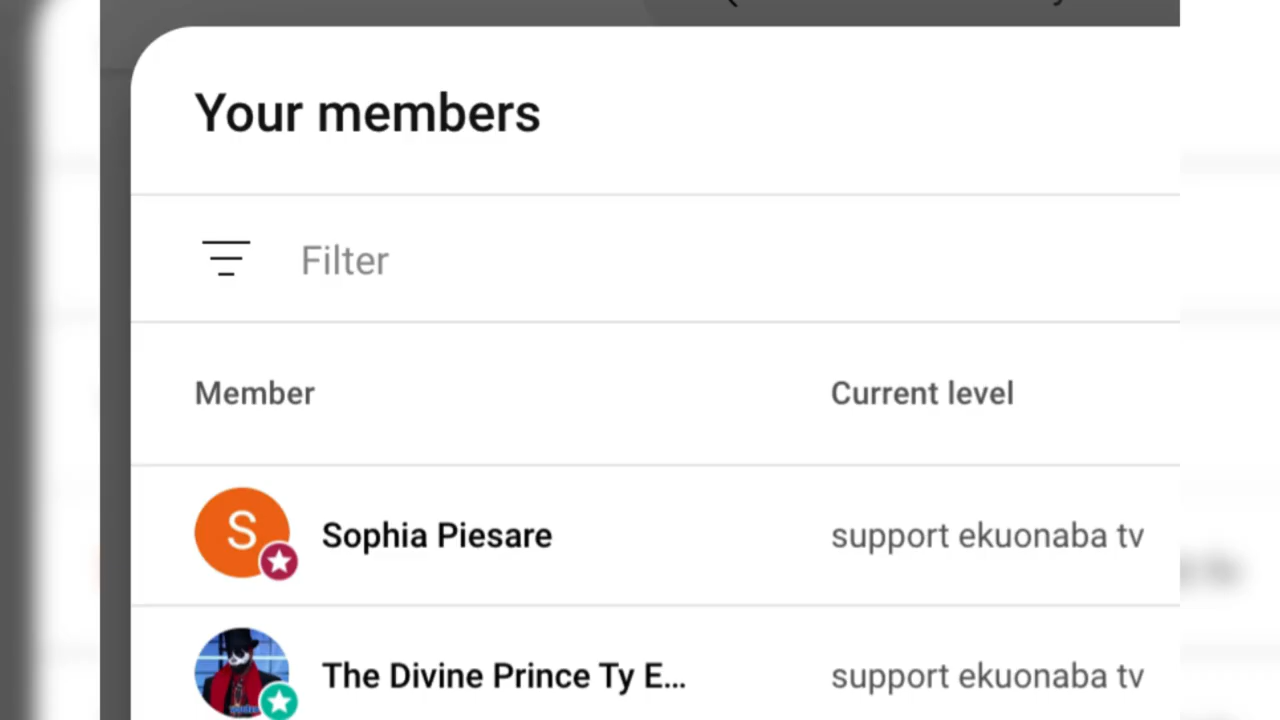 Your members
Filter
Member Current level
S Sophia Piesare support ekuonaba tv
The Divine Prince Ty E... support ekuonaba tv